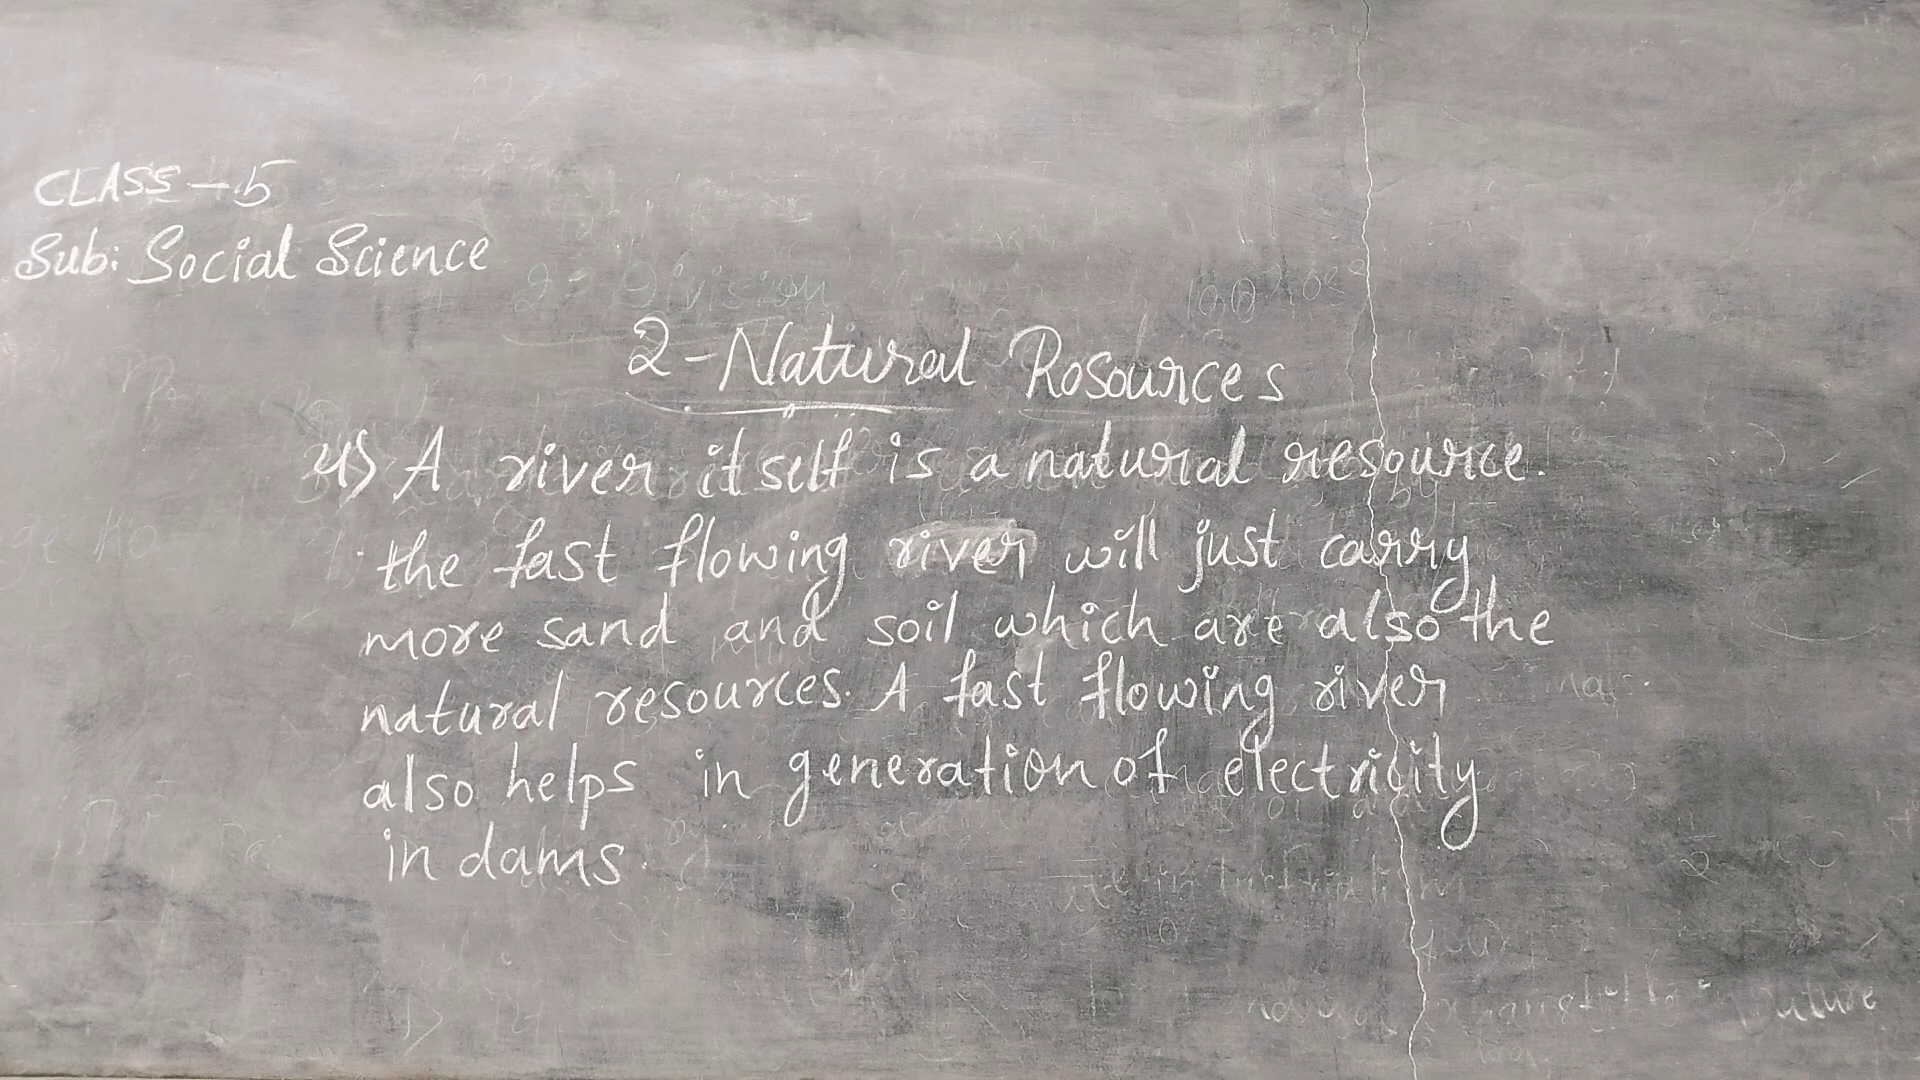 CLASS - 5
Sub: Social Science
2-Natural Rosources
4) A river itself is a natural resource.
the fast flowing river will just carry
more sand and soil which are also the
natural resources. A fast flowing river
also helps in generation of electricity
in dams.